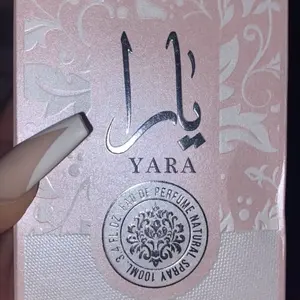 يارا
YARA
EAU DE PERFUME NATURAL SPRAY 100ML. 3.4 FL.OZ.